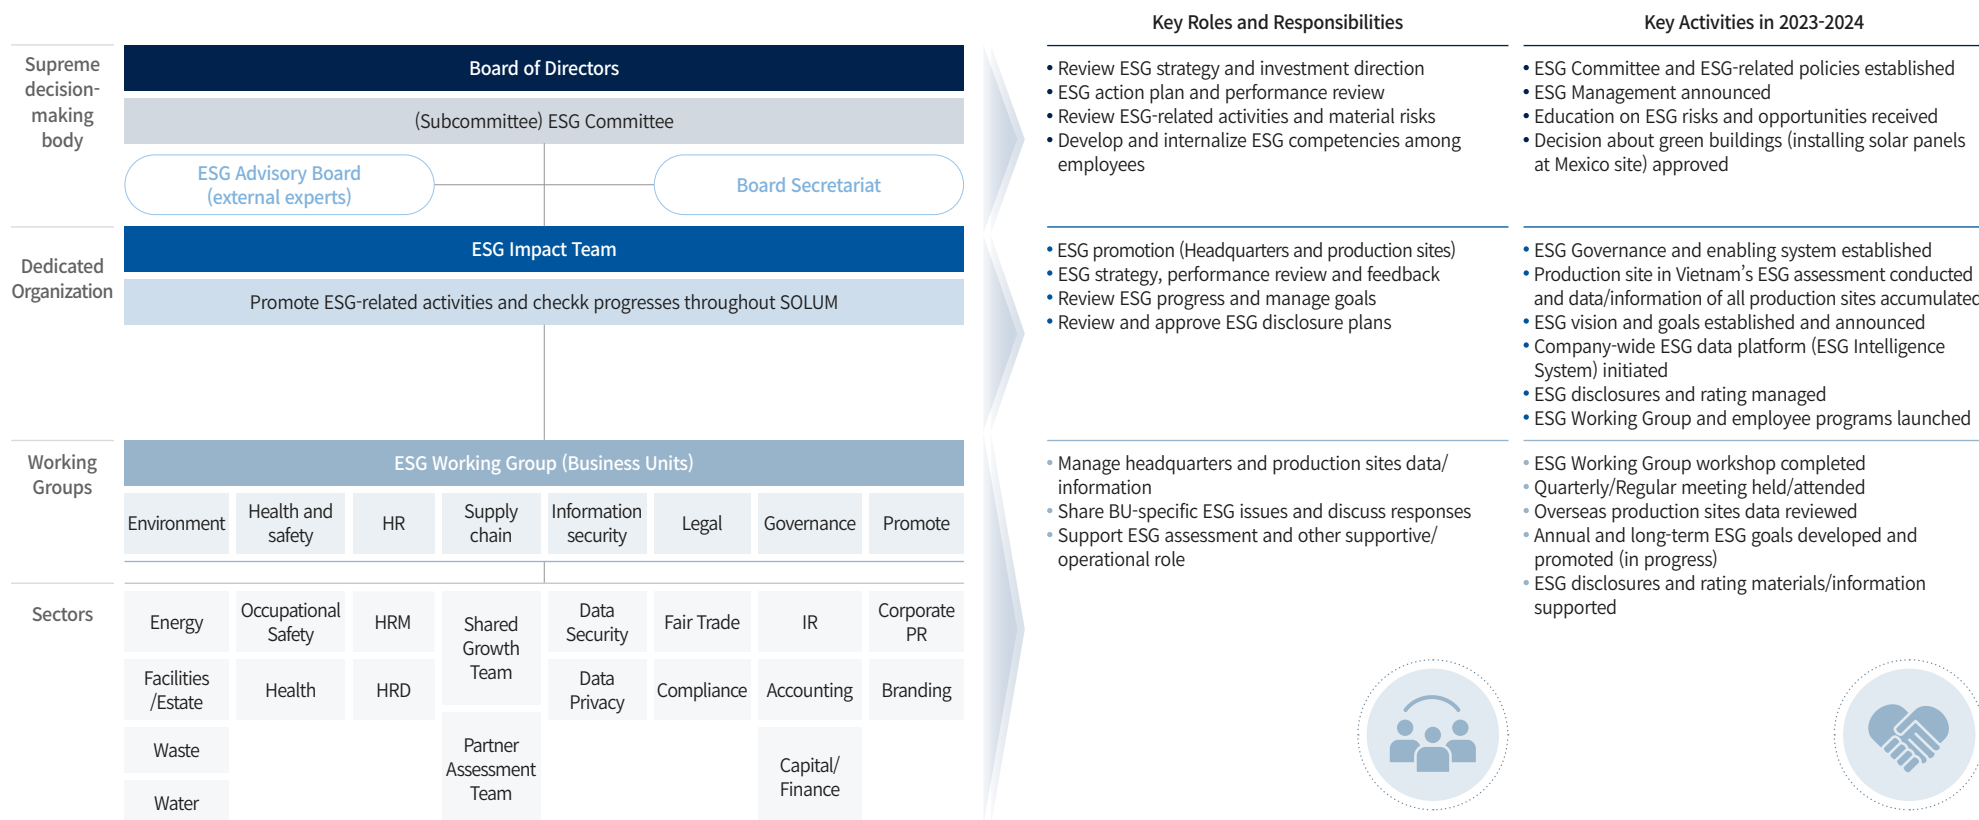 Key Roles and Responsibilities
Key Activities in 2023-2024
Supreme
decision-
making
body
Board of Directors
(Subcommittee) ESG Committee
ESG Advisory Board
(external experts)
Board Secretariat
• Review ESG strategy and investment direction
• ESG action plan and performance review
• Review ESG-related activities and material risks
• Develop and internalize ESG competencies among
employees
• ESG Committee and ESG-related policies established
• ESG Management announced
• Education on ESG risks and opportunities received
• Decision about green buildings (installing solar panels
at Mexico site) approved
Dedicated
Organization
ESG Impact Team
Promote ESG-related activities and checkk progresses throughout SOLUM
• ESG promotion (Headquarters and production sites)
• ESG strategy, performance review and feedback
• Review ESG progress and manage goals
• Review and approve ESG disclosure plans
• ESG Governance and enabling system established
• Production site in Vietnam's ESG assessment conducted
and data/information of all production sites accumulated
• ESG vision and goals established and announced
• Company-wide ESG data platform (ESG Intelligence
System) initiated
• ESG disclosures and rating managed
• ESG Working Group and employee programs launched
Working
Groups
ESG Working Group (Business Units)
Environment
Health and
safety
HR
Supply
chain
Information
security
Legal
Governance
Promote
• Manage headquarters and production sites data/
information
• Share BU-specific ESG issues and discuss responses
• Support ESG assessment and other supportive/
operational role
• ESG Working Group workshop completed
• Quarterly/Regular meeting held/attended
• Overseas production sites data reviewed
• Annual and long-term ESG goals developed and
promoted (in progress)
• ESG disclosures and rating materials/information
supported
Sectors
Energy
Occupational
Safety
HRM
Shared
Growth
Team
Data
Security
Fair Trade
IR
Corporate
PR
Facilities
/Estate
Health
HRD
Data
Privacy
Compliance
Accounting
Branding
Waste
Partner
Assessment
Team
Capital/
Finance
Water